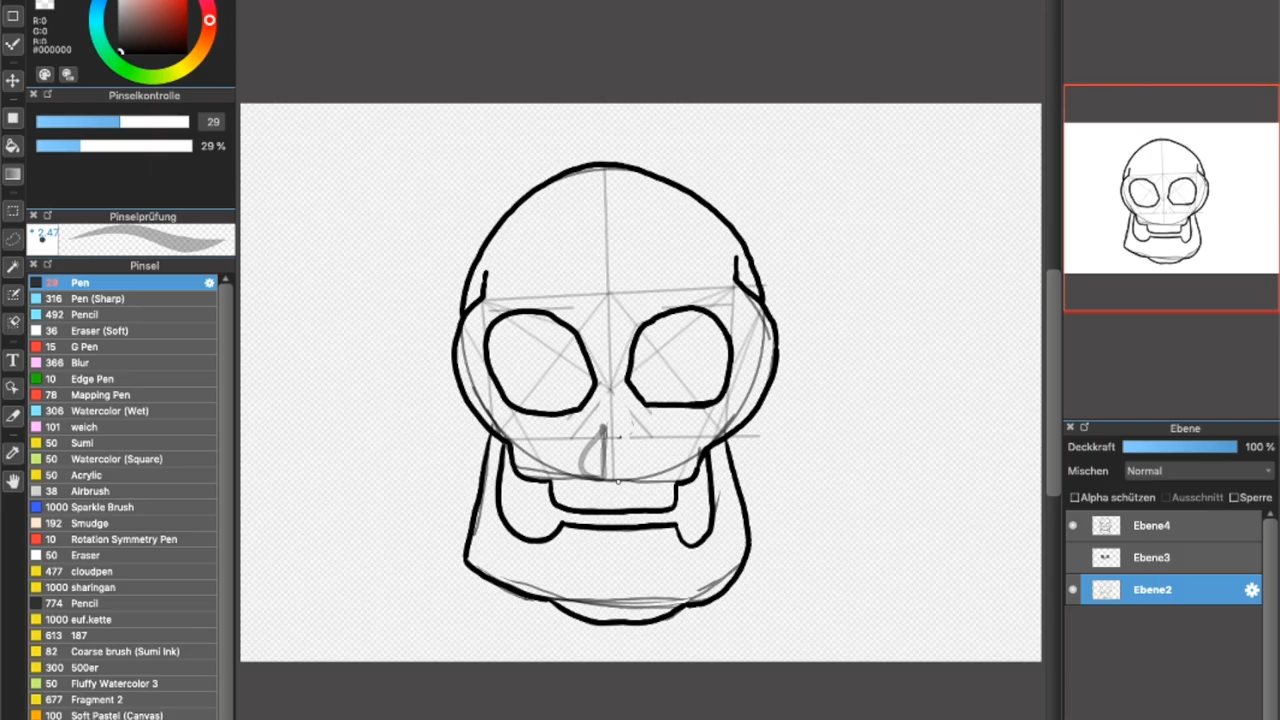 R:0
G:0
B:0
#000000
Pinselkontrolle
29
29 %
Pinselprüfung
* 2.47
Pinsel
29 Pen
316 Pen (Sharp)
492 Pencil
36 Eraser (Soft)
15 G Pen
366 Blur
10 Edge Pen
78 Mapping Pen
306 Watercolor (Wet)
101 weich
50 Sumi
50 Watercolor (Square)
50 Acrylic
38 Airbrush
1000 Sparkle Brush
192 Smudge
10 Rotation Symmetry Pen
50 Eraser
477 cloudpen
1000 sharingan
774 Pencil
1000 euf.kette
613 187
82 Coarse brush (Sumi Ink)
300 500er
50 Fluffy Watercolor 3
677 Fragment 2
100 Soft Pastel (Canvas)
T
Ebene
Deckkraft 100 %
Mischen Normal
Alpha schützen Ausschnitt Sperre
Ebene4
Ebene3
Ebene2